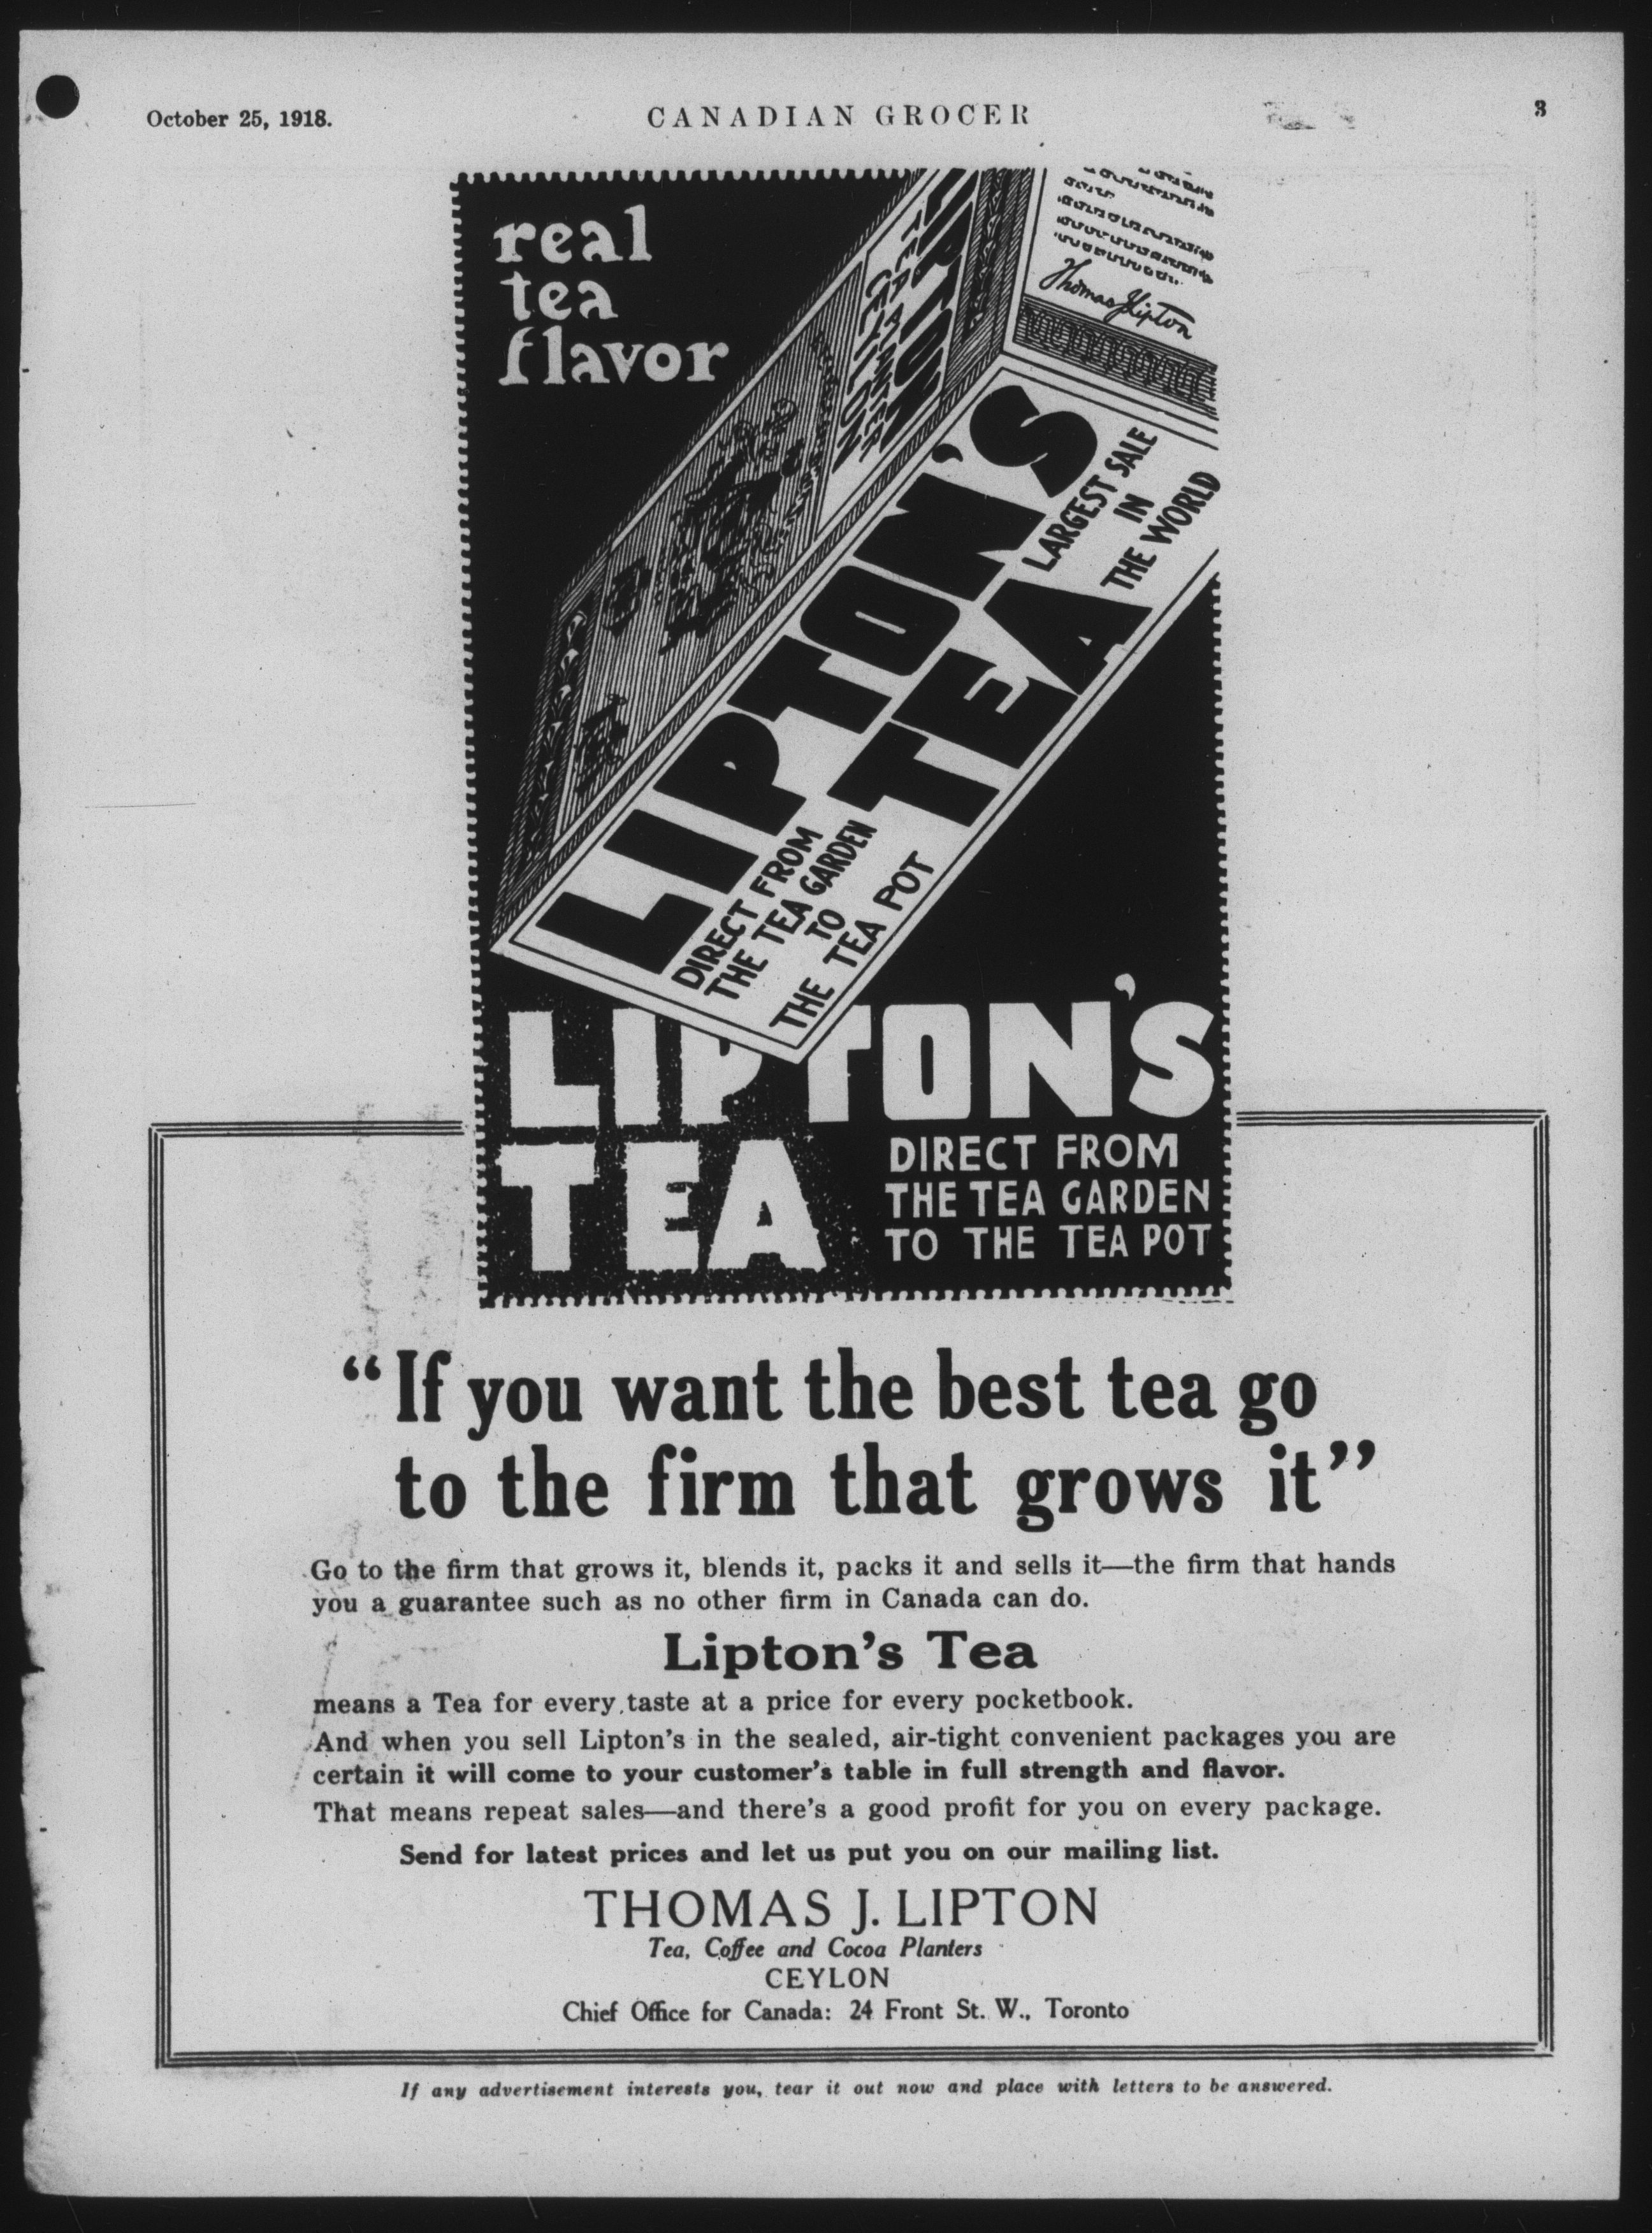 October 25, 1918.
CANADIAN GROCER
3
real
tea
flavor
Thomas J Lipton
LIPTON'S
TEA
LARGEST SALE
IN
THE WORLD
DIRECT FROM
THE TEA GARDEN
TO
THE TEA POT
LIPTON'S
TEA
DIRECT FROM
THE TEA GARDEN
TO THE TEA POT
“If you want the best tea go
to the firm that grows it”
Go to the firm that grows it, blends it, packs it and sells it—the firm that hands
you a guarantee such as no other firm in Canada can do.
Lipton's Tea
means a Tea for every taste at a price for every pocketbook.
And when you sell Lipton's in the sealed, air-tight convenient packages you are
certain it will come to your customer's table in full strength and flavor.
That means repeat sales—and there's a good profit for you on every package.
Send for latest prices and let us put you on our mailing list.
THOMAS J. LIPTON
Tea, Coffee and Cocoa Planters
CEYLON
Chief Office for Canada: 24 Front St. W., Toronto
If any advertisement interests you, tear it out now and place with letters to be answered.